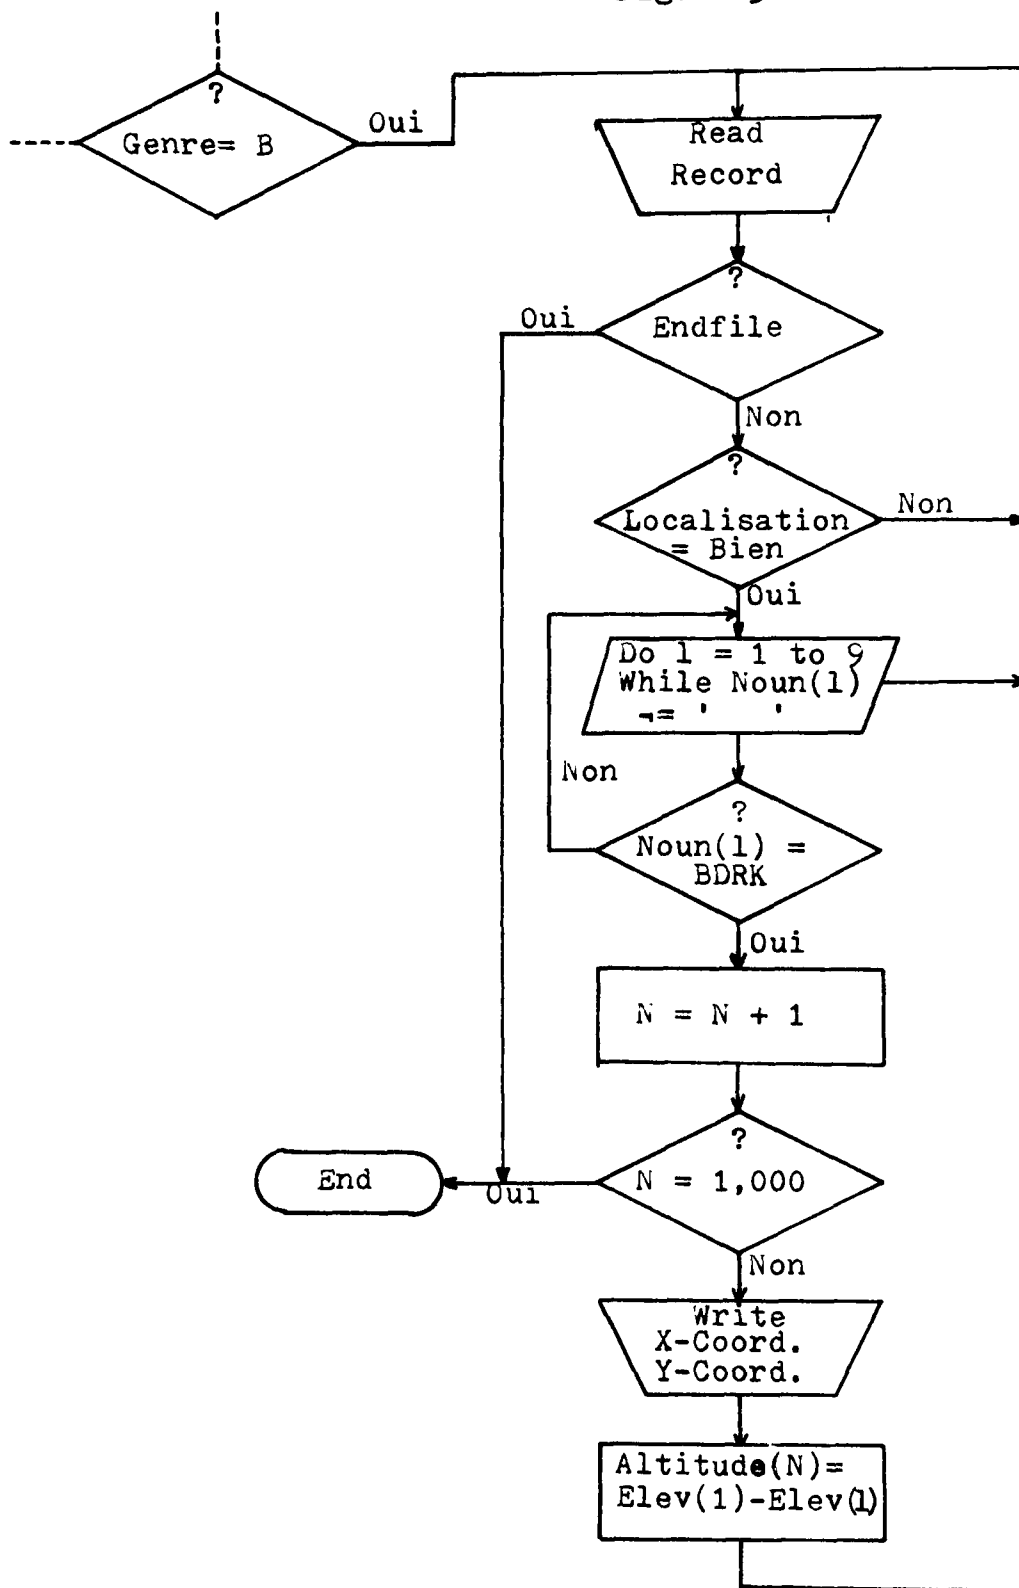 ?
Genre= B
Oui
Read
Record
?
Endfile
Oui
Non
?
Localisation
= Bien
Non
Oui
Do l = 1 to 9
While Noun(l)
¬= '    '
Non
?
Noun(l) =
BDRK
Oui
N = N + 1
?
N = 1,000
Oui
End
Non
Write
X-Coord.
Y-Coord.
Altitude(N)=
Elev(1)-Elev(l)